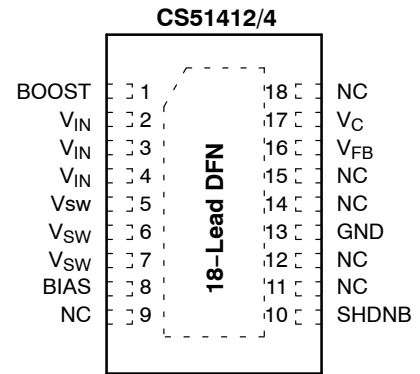 CS51412/4
BOOST 1 18 NC
VIN 2 17 VC
VIN 3 16 VFB
VIN 4 15 NC
Vsw 5 14 NC
VSW 6 13 GND
VSW 7 12 NC
BIAS 8 11 NC
NC 9 10 SHDNB
18-Lead DFN